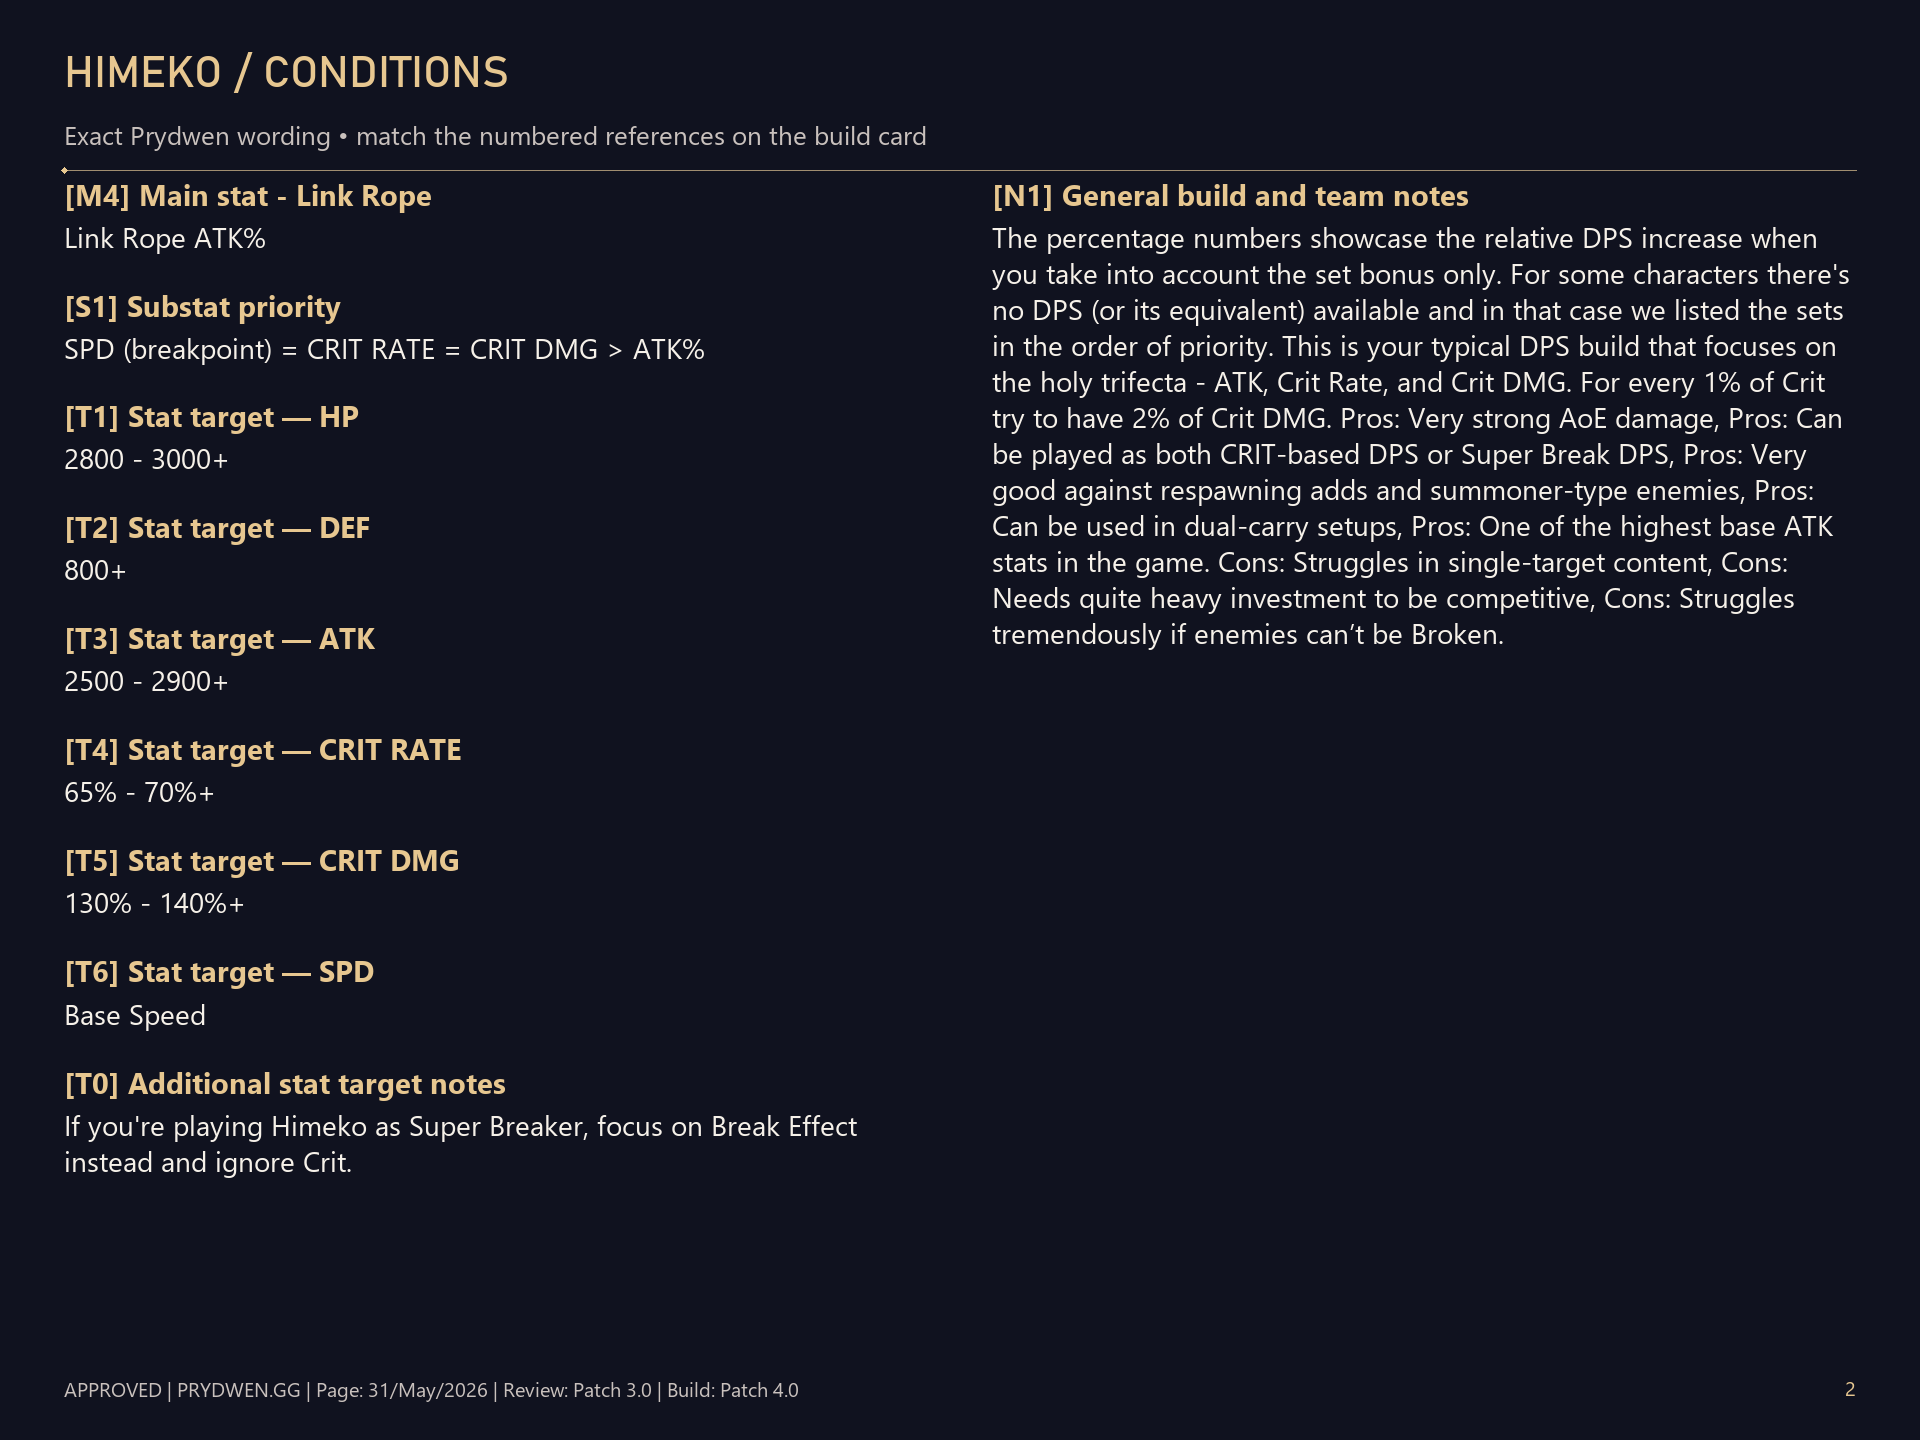 HIMEKO / CONDITIONS
Exact Prydwen wording • match the numbered references on the build card
[M4] Main stat - Link Rope
Link Rope ATK%
[S1] Substat priority
SPD (breakpoint) = CRIT RATE = CRIT DMG > ATK%
[T1] Stat target — HP
2800 - 3000+
[T2] Stat target — DEF
800+
[T3] Stat target — ATK
2500 - 2900+
[T4] Stat target — CRIT RATE
65% - 70%+
[T5] Stat target — CRIT DMG
130% - 140%+
[T6] Stat target — SPD
Base Speed
[T0] Additional stat target notes
If you're playing Himeko as Super Breaker, focus on Break Effect
instead and ignore Crit.
[N1] General build and team notes
The percentage numbers showcase the relative DPS increase when
you take into account the set bonus only. For some characters there's
no DPS (or its equivalent) available and in that case we listed the sets
in the order of priority. This is your typical DPS build that focuses on
the holy trifecta - ATK, Crit Rate, and Crit DMG. For every 1% of Crit
try to have 2% of Crit DMG. Pros: Very strong AoE damage, Pros: Can
be played as both CRIT-based DPS or Super Break DPS, Pros: Very
good against respawning adds and summoner-type enemies, Pros:
Can be used in dual-carry setups, Pros: One of the highest base ATK
stats in the game. Cons: Struggles in single-target content, Cons:
Needs quite heavy investment to be competitive, Cons: Struggles
tremendously if enemies can’t be Broken.
APPROVED | PRYDWEN.GG | Page: 31/May/2026 | Review: Patch 3.0 | Build: Patch 4.0
2